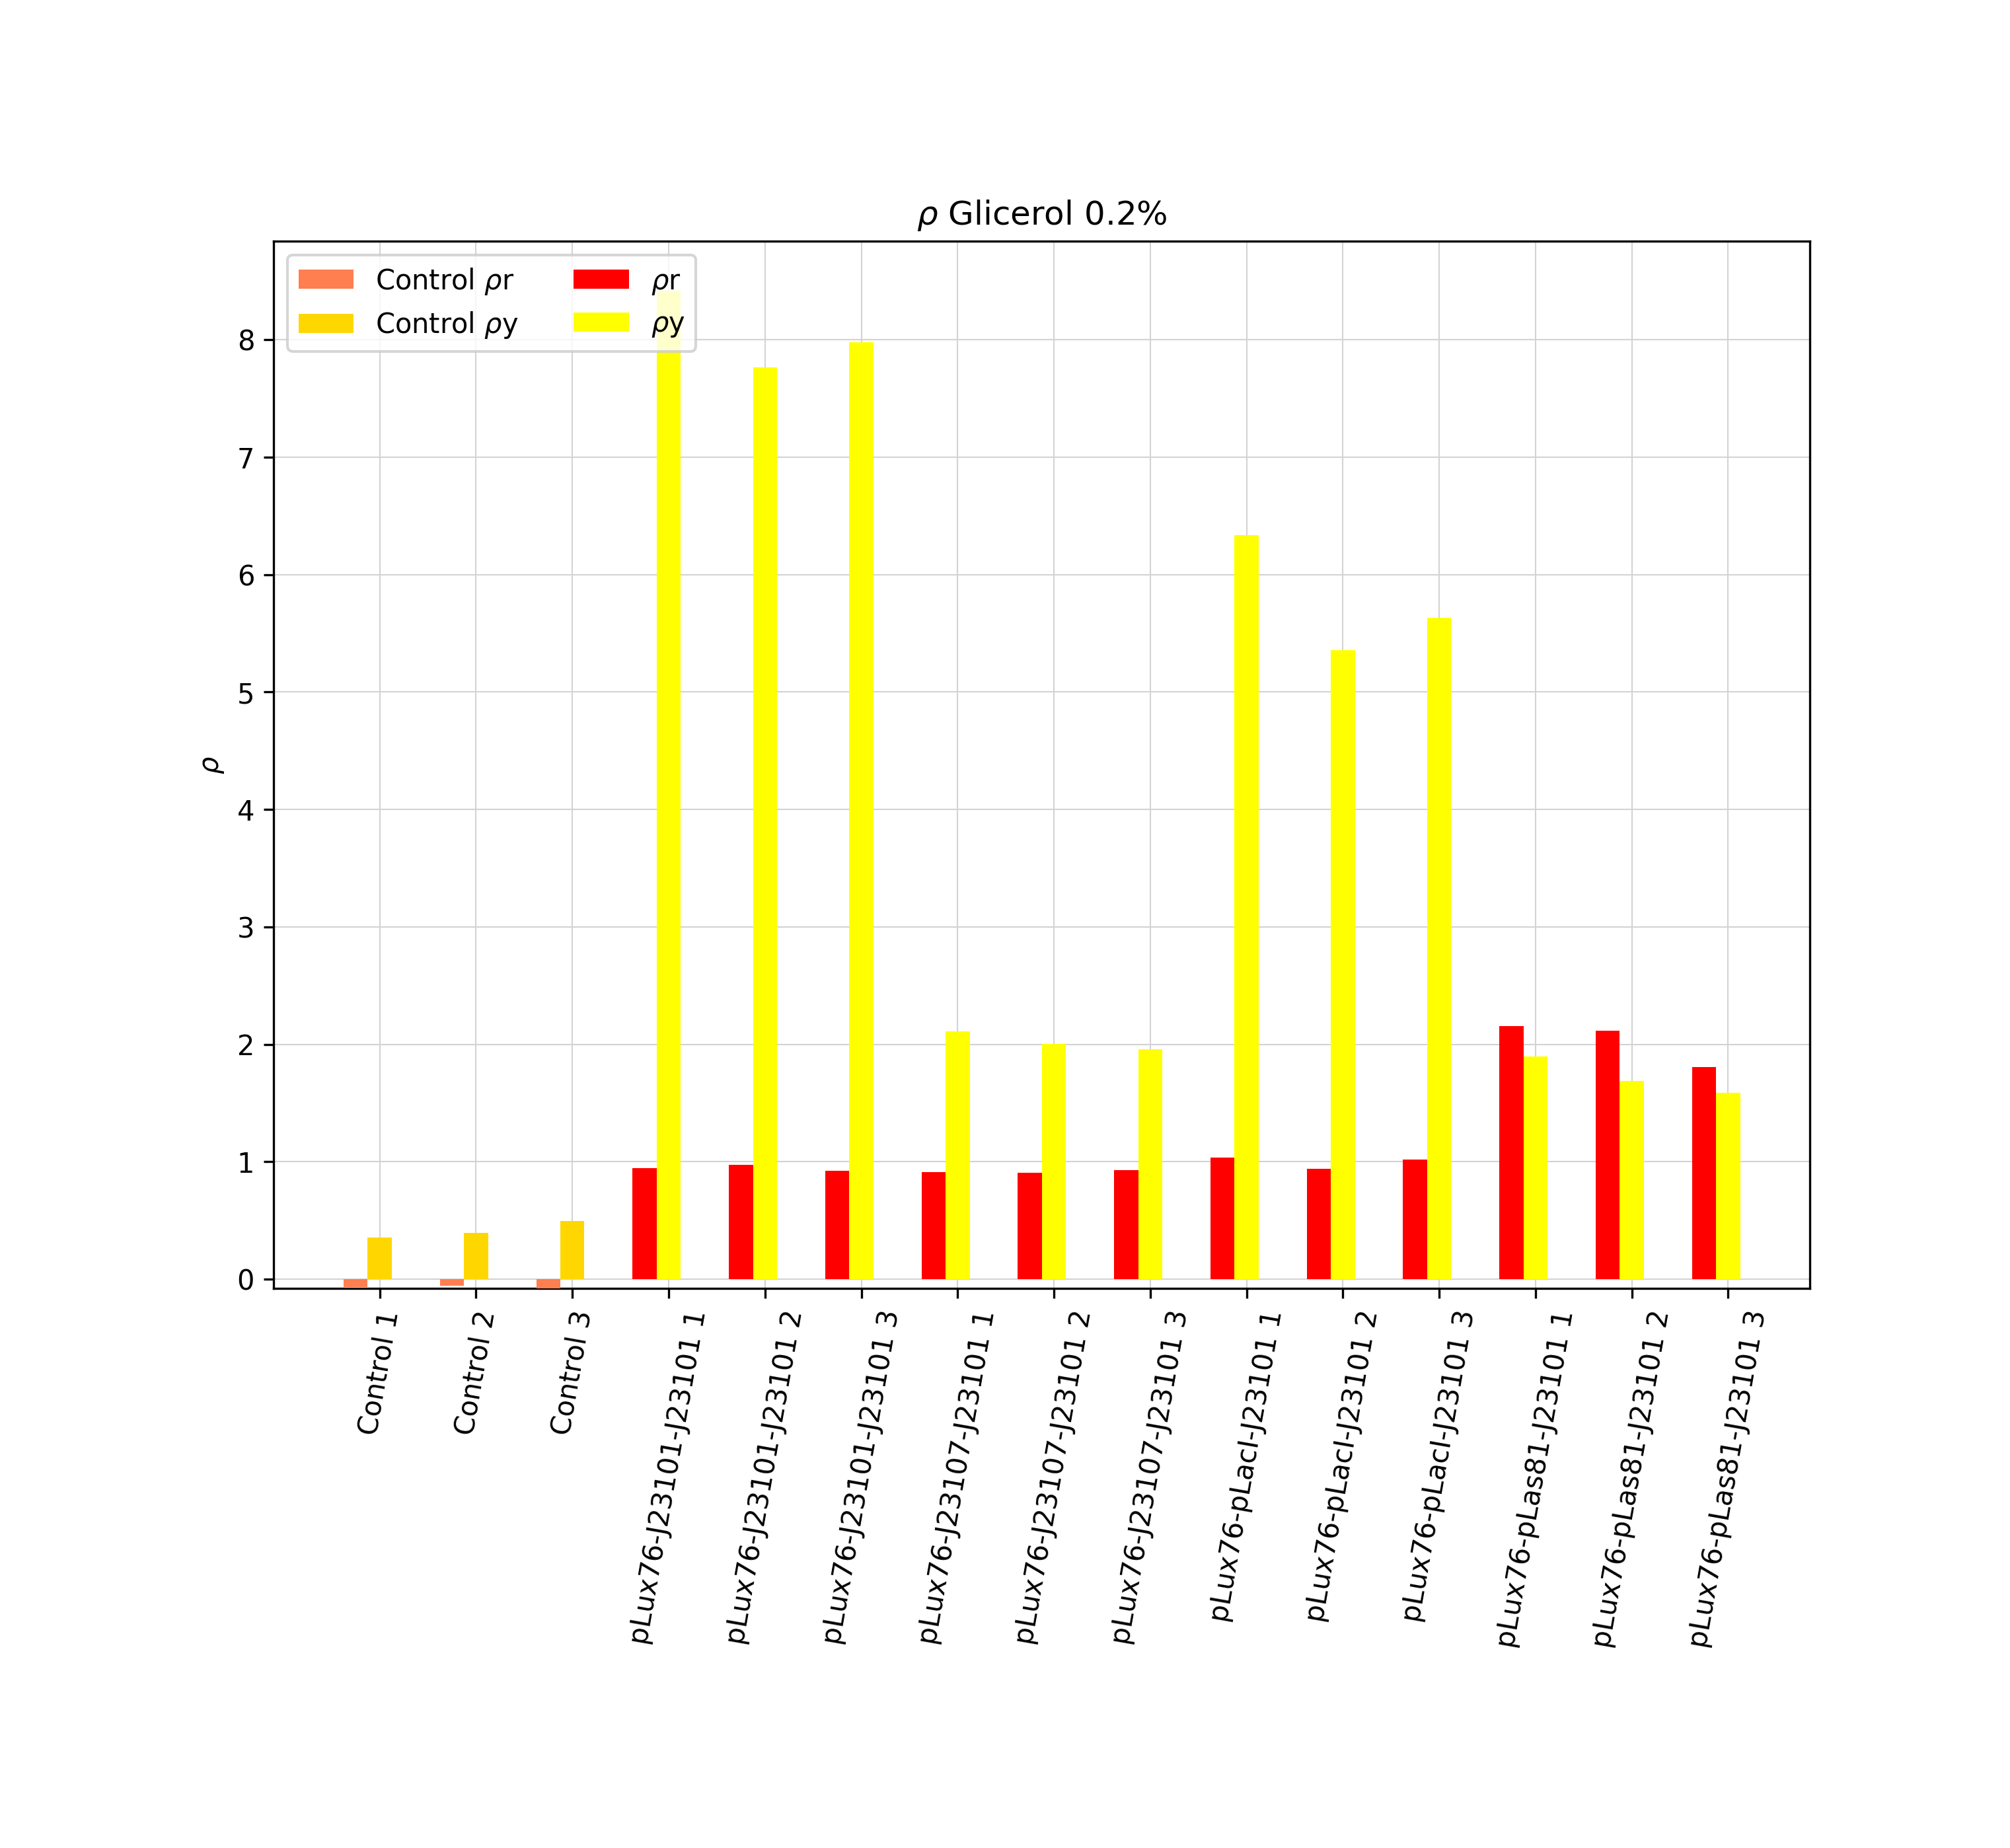 ρ Glicerol 0.2%
Control ρr
ρr
Control ρy
ρy
8
7
6
5
4
3
2
1
0
ρ
Control 1
Control 2
Control 3
pLux76-J23101-J23101 1
pLux76-J23101-J23101 2
pLux76-J23101-J23101 3
pLux76-J23107-J23101 1
pLux76-J23107-J23101 2
pLux76-J23107-J23101 3
pLux76-pLacI-J23101 1
pLux76-pLacI-J23101 2
pLux76-pLacI-J23101 3
pLux76-pLas81-J23101 1
pLux76-pLas81-J23101 2
pLux76-pLas81-J23101 3